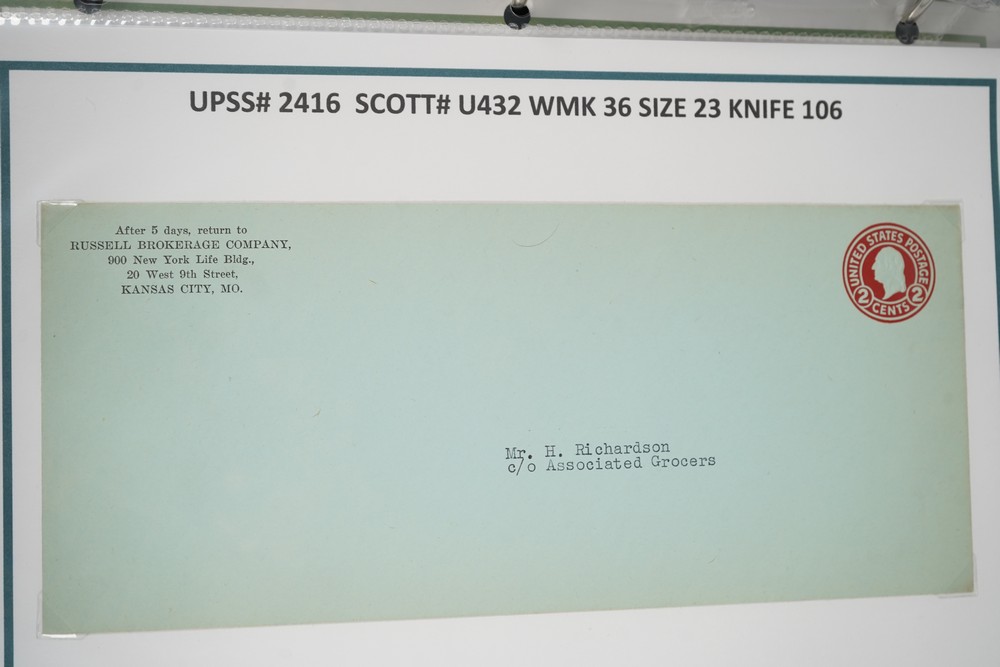 UPSS# 2416 SCOTT# U432 WMK 36 SIZE 23 KNIFE 106
After 5 days, return to
RUSSELL BROKERAGE COMPANY,
900 New York Life Bldg.,
20 West 9th Street,
KANSAS CITY, MO.
UNITED STATES POSTAGE
2 CENTS 2
Mr. H. Richardson
c/o Associated Grocers